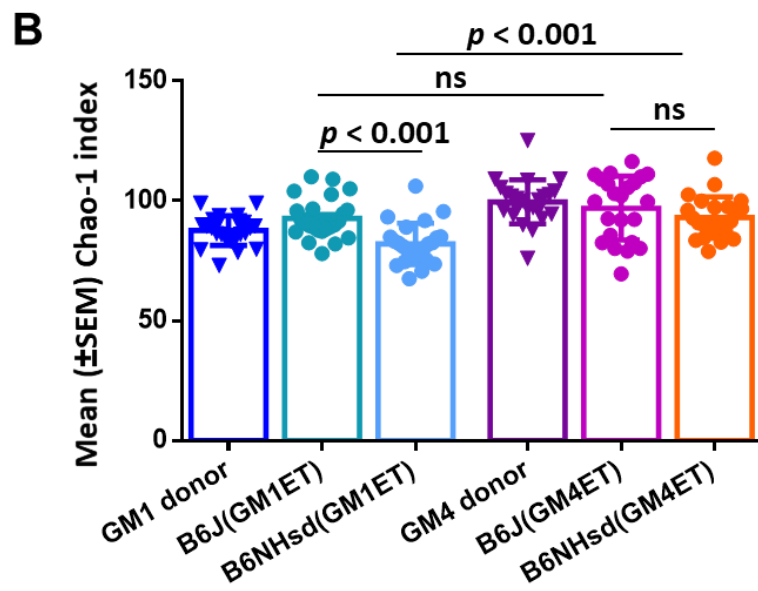 B
p < 0.001
ns
ns
p < 0.001
150
100
50
0
Mean (±SEM) Chao-1 index
GM1 donor
B6J(GM1ET)
B6NHsd(GM1ET)
GM4 donor
B6J(GM4ET)
B6NHsd(GM4ET)